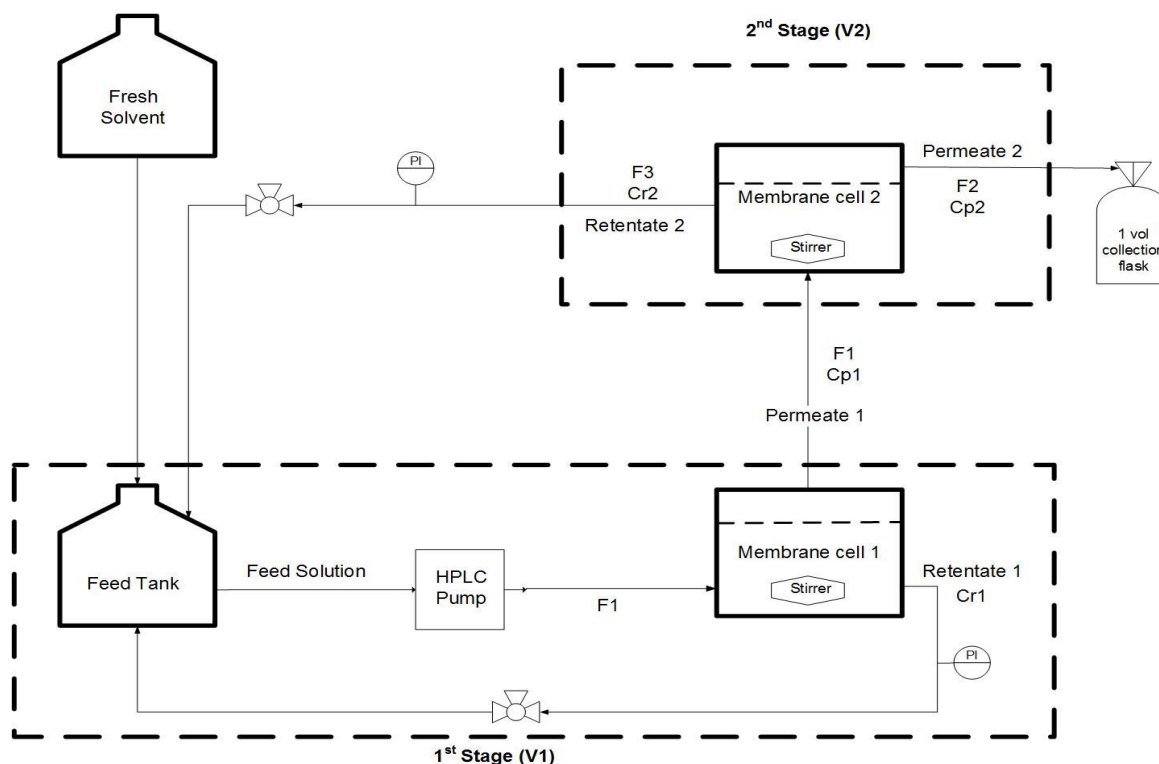 2nd Stage (V2)
Fresh
Solvent
PI
F3
Cr2
Retentate 2
Membrane cell 2
Stirrer
Permeate 2
F2
Cp2
1 vol
collection
flask
F1
Cp1
Permeate 1
Feed Tank
Feed Solution
HPLC
Pump
F1
Membrane cell 1
Stirrer
Retentate 1
Cr1
PI
1st Stage (V1)